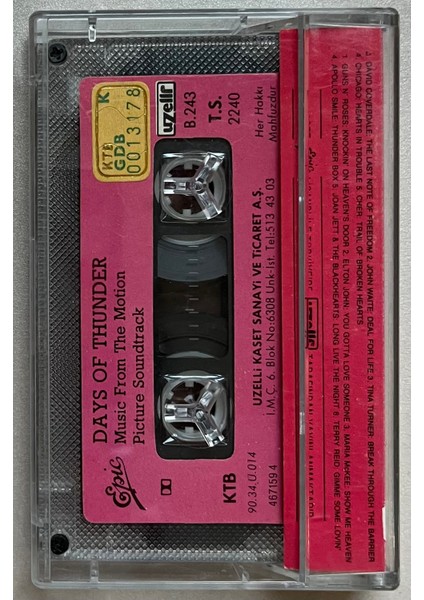 DAYS OF THUNDER
Music From The Motion
Picture Soundtrack
Epic
KTB
GDB
K
0013178
uzelli
B.243
T.S.
2240
Her Hakkı
Mahfuzdur
UZELLİ KASET SANAYİ VE TİCARET A.Ş.
I.M.Ç. 6. Blok No:6308 Unk-Ist. Tel:513 43 03
KTB
90.34.Ü.014
467159 4
DAVID COVERDALE: THE LAST NOTE OF FREEDOM 2. JOHN WAITE: DEAL FOR LIFE 3. TINA TURNER: BREAK THROUGH THE BARRIER
4. CHICAGO: HEARTS IN TROUBLE 5. CHER: TRAIL OF BROKEN HEARTS
GUNS N' ROSES: KNOCKIN ON HEAVEN'S DOOR 2. ELTON JOHN: YOU GOTTA LOVE SOMEONE 3. MARIA McKEE: SHOW ME HEAVEN
4. APOLLO SMILE: THUNDER BOX 5. JOAN JETT & THE BLACKHEARTS: LONG LIVE THE NIGHT 6. TERRY REID: GIMME SOME LOVIN'
TARAFINDAN YAYINLANMAKTADIR